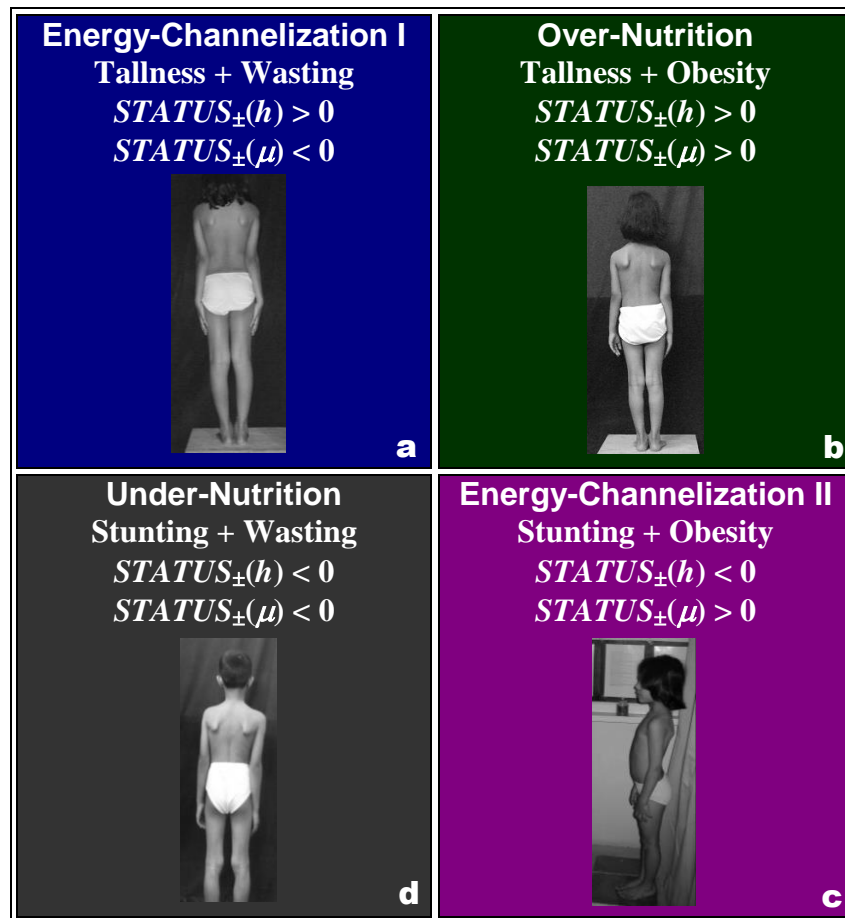 Energy-Channelization I
Tallness + Wasting
STATUS±(h) > 0
STATUS±(μ) < 0
a
Over-Nutrition
Tallness + Obesity
STATUS±(h) > 0
STATUS±(μ) > 0
b
Under-Nutrition
Stunting + Wasting
STATUS±(h) < 0
STATUS±(μ) < 0
d
Energy-Channelization II
Stunting + Obesity
STATUS±(h) < 0
STATUS±(μ) > 0
c